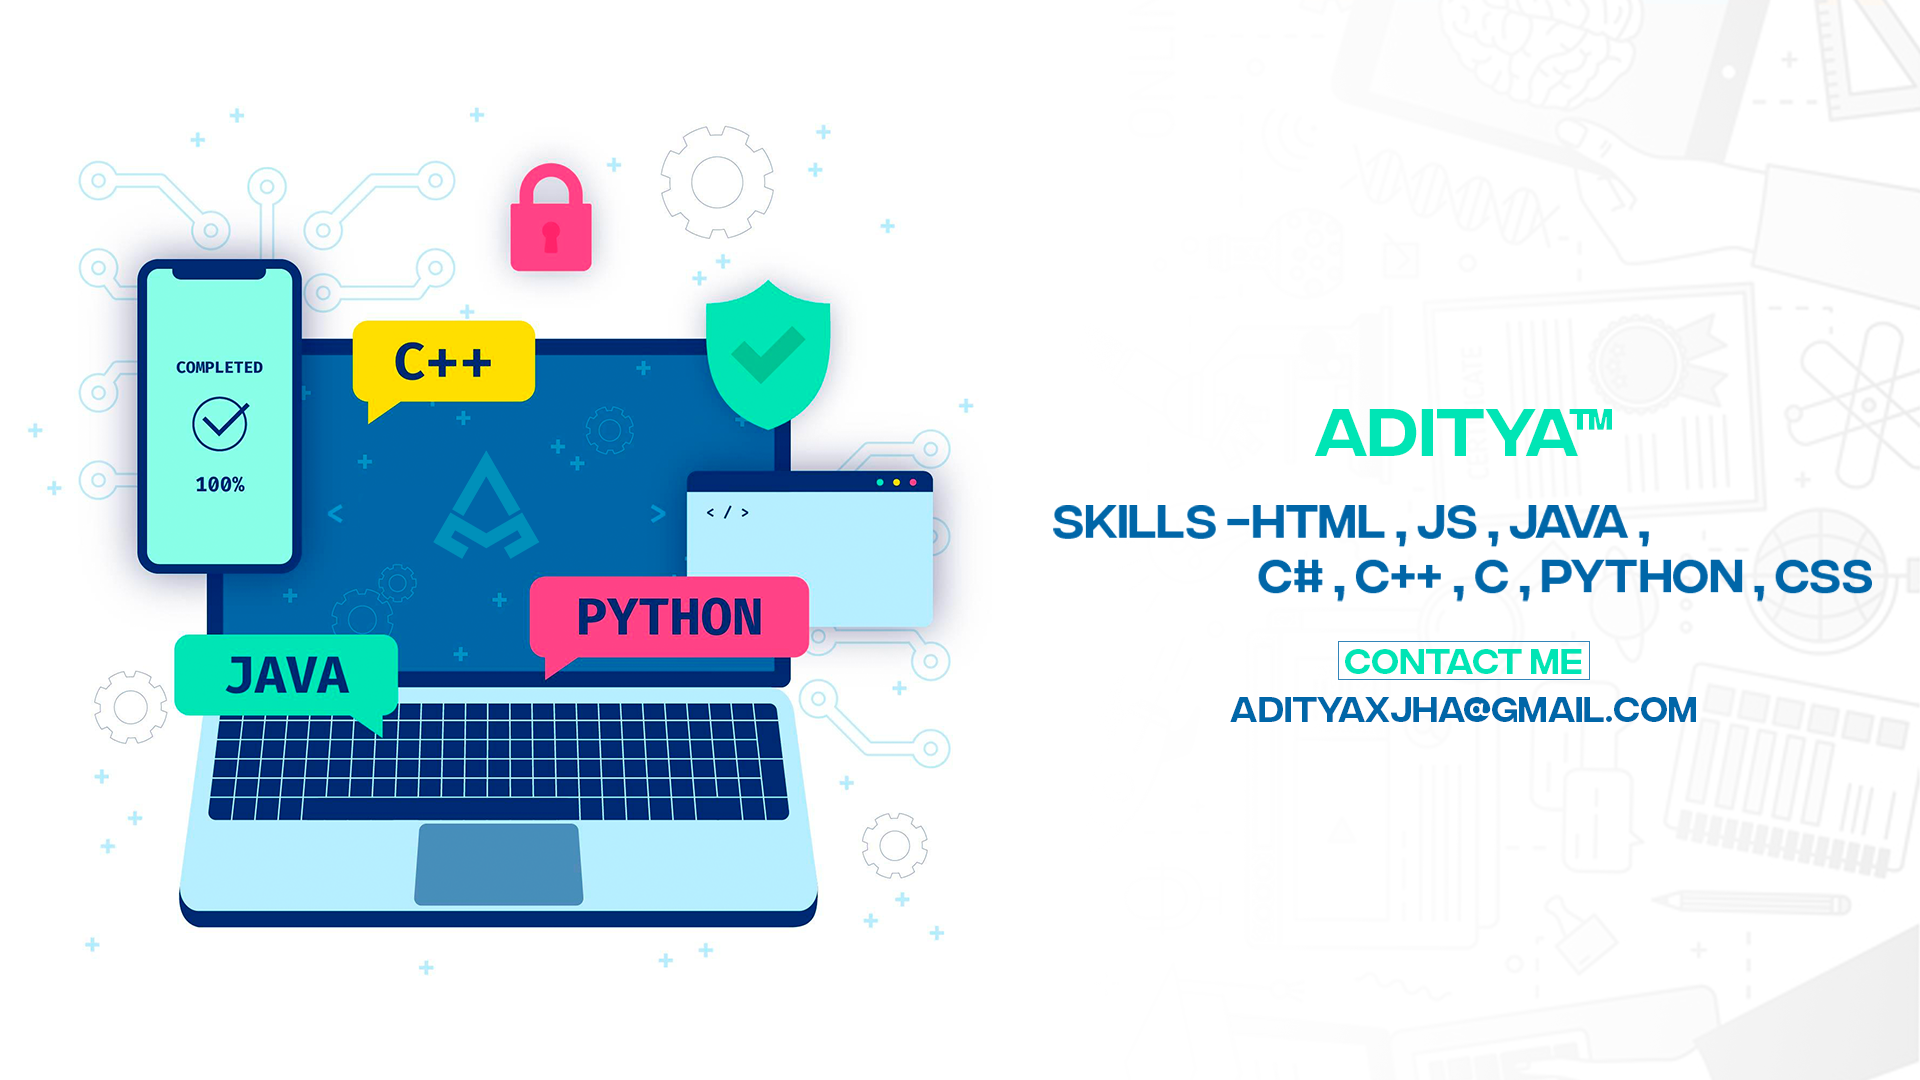 COMPLETED
100%
C++
< >
</>
PYTHON
JAVA
ADITYA™
SKILLS -HTML , JS , JAVA ,
C# , C++ , C , PYTHON , CSS
CONTACT ME
ADITYAXJHA@GMAIL.COM